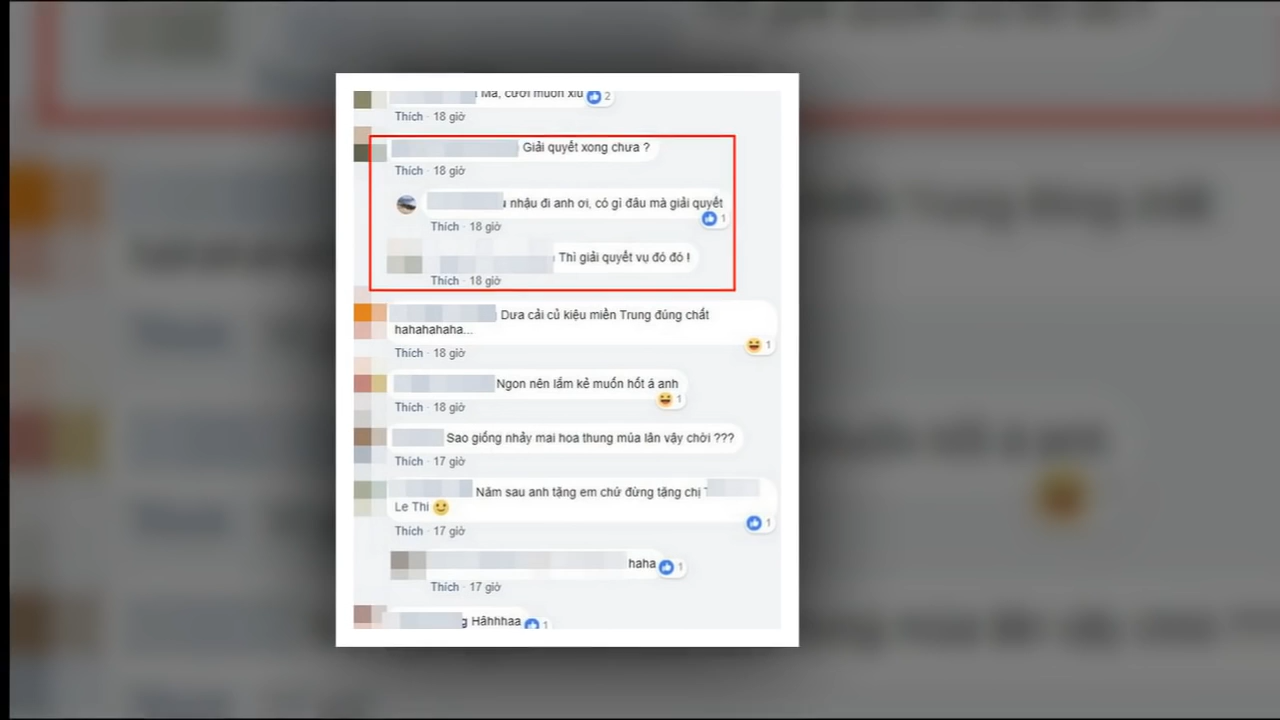 Má, cười muốn xỉu 2
Thích · 18 giờ
Giải quyết xong chưa ?
Thích · 18 giờ
nhậu đi anh ơi, có gì đâu mà giải quyết
1
Thích · 18 giờ
Thì giải quyết vụ đó đó !
Thích · 18 giờ
Dưa cải củ kiệu miền Trung đúng chất
hahahahaha...
1
Thích · 18 giờ
Ngon nên lắm kẻ muốn hốt á anh
1
Thích · 18 giờ
Sao giống nhảy mai hoa thung múa lân vậy chời ???
Thích · 17 giờ
Năm sau anh tặng em chứ đừng tặng chị
Le Thi
1
Thích · 17 giờ
haha 1
Thích · 17 giờ
g Hâhhhaa 1